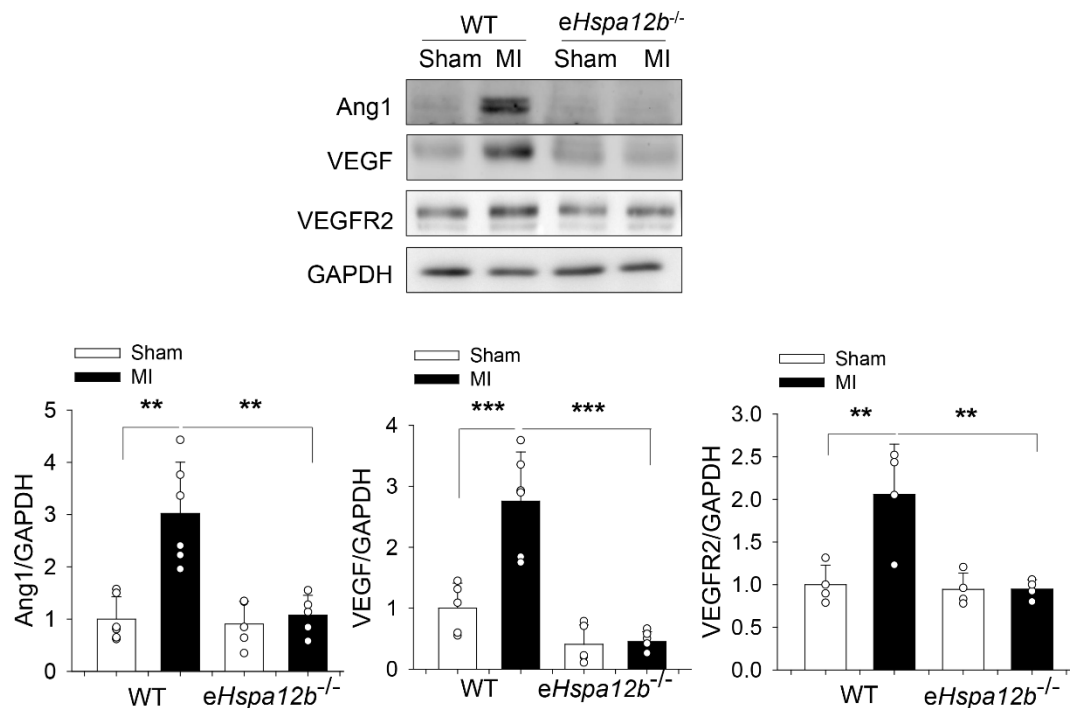 WT eHspa12b-/-
Sham MI Sham MI
Ang1
VEGF
VEGFR2
GAPDH
Sham
MI
** **
Ang1/GAPDH
5
4
3
2
1
0
WT eHspa12b-/-
Sham
MI
*** ***
VEGF/GAPDH
4
3
2
1
0
WT eHspa12b-/-
Sham
MI
** **
VEGFR2/GAPDH
3.0
2.5
2.0
1.5
1.0
0.5
0.0
WT eHspa12b-/-